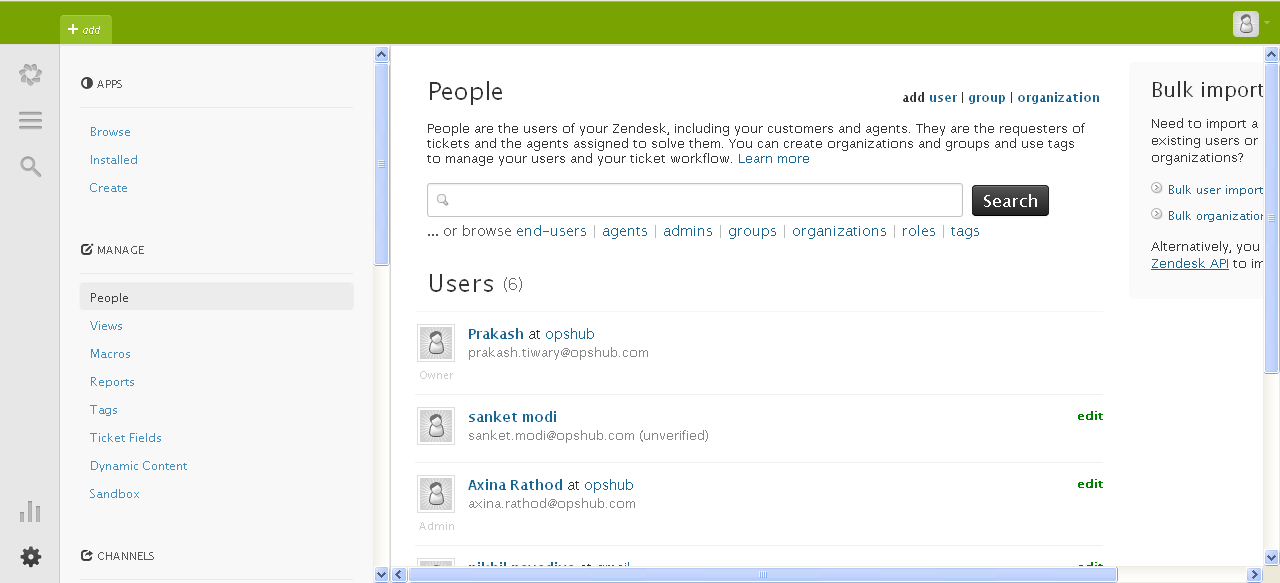 add
APPS
Browse
Installed
Create
MANAGE
People
Views
Macros
Reports
Tags
Ticket Fields
Dynamic Content
Sandbox
CHANNELS
People
add user | group | organization
People are the users of your Zendesk, including your customers and agents. They are the requesters of
tickets and the agents assigned to solve them. You can create organizations and groups and use tags
to manage your users and your ticket workflow. Learn more
Search
... or browse end-users | agents | admins | groups | organizations | roles | tags
Users (6)
Prakash at opshub
prakash.tiwary@opshub.com
Owner
sanket modi
edit
sanket.modi@opshub.com (unverified)
Axina Rathod at opshub
edit
axina.rathod@opshub.com
Admin
Bulk import
Need to import a
existing users or
organizations?
Bulk user import
Bulk organization
Alternatively, you
Zendesk API to im